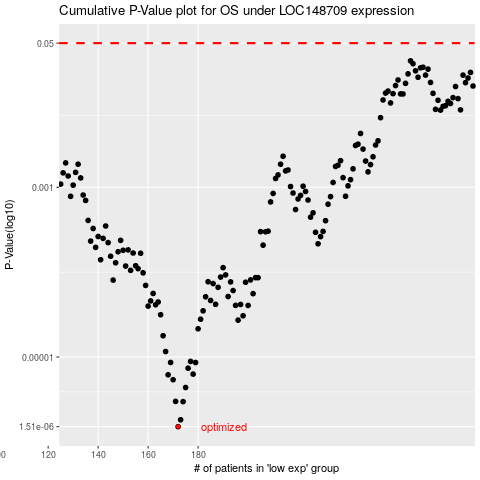 Cumulative P-Value plot for OS under LOC148709 expression
P-Value(log10)
0.05
0.001
0.00001
1.51e-06
optimized
0
120
140
160
180
# of patients in 'low exp' group